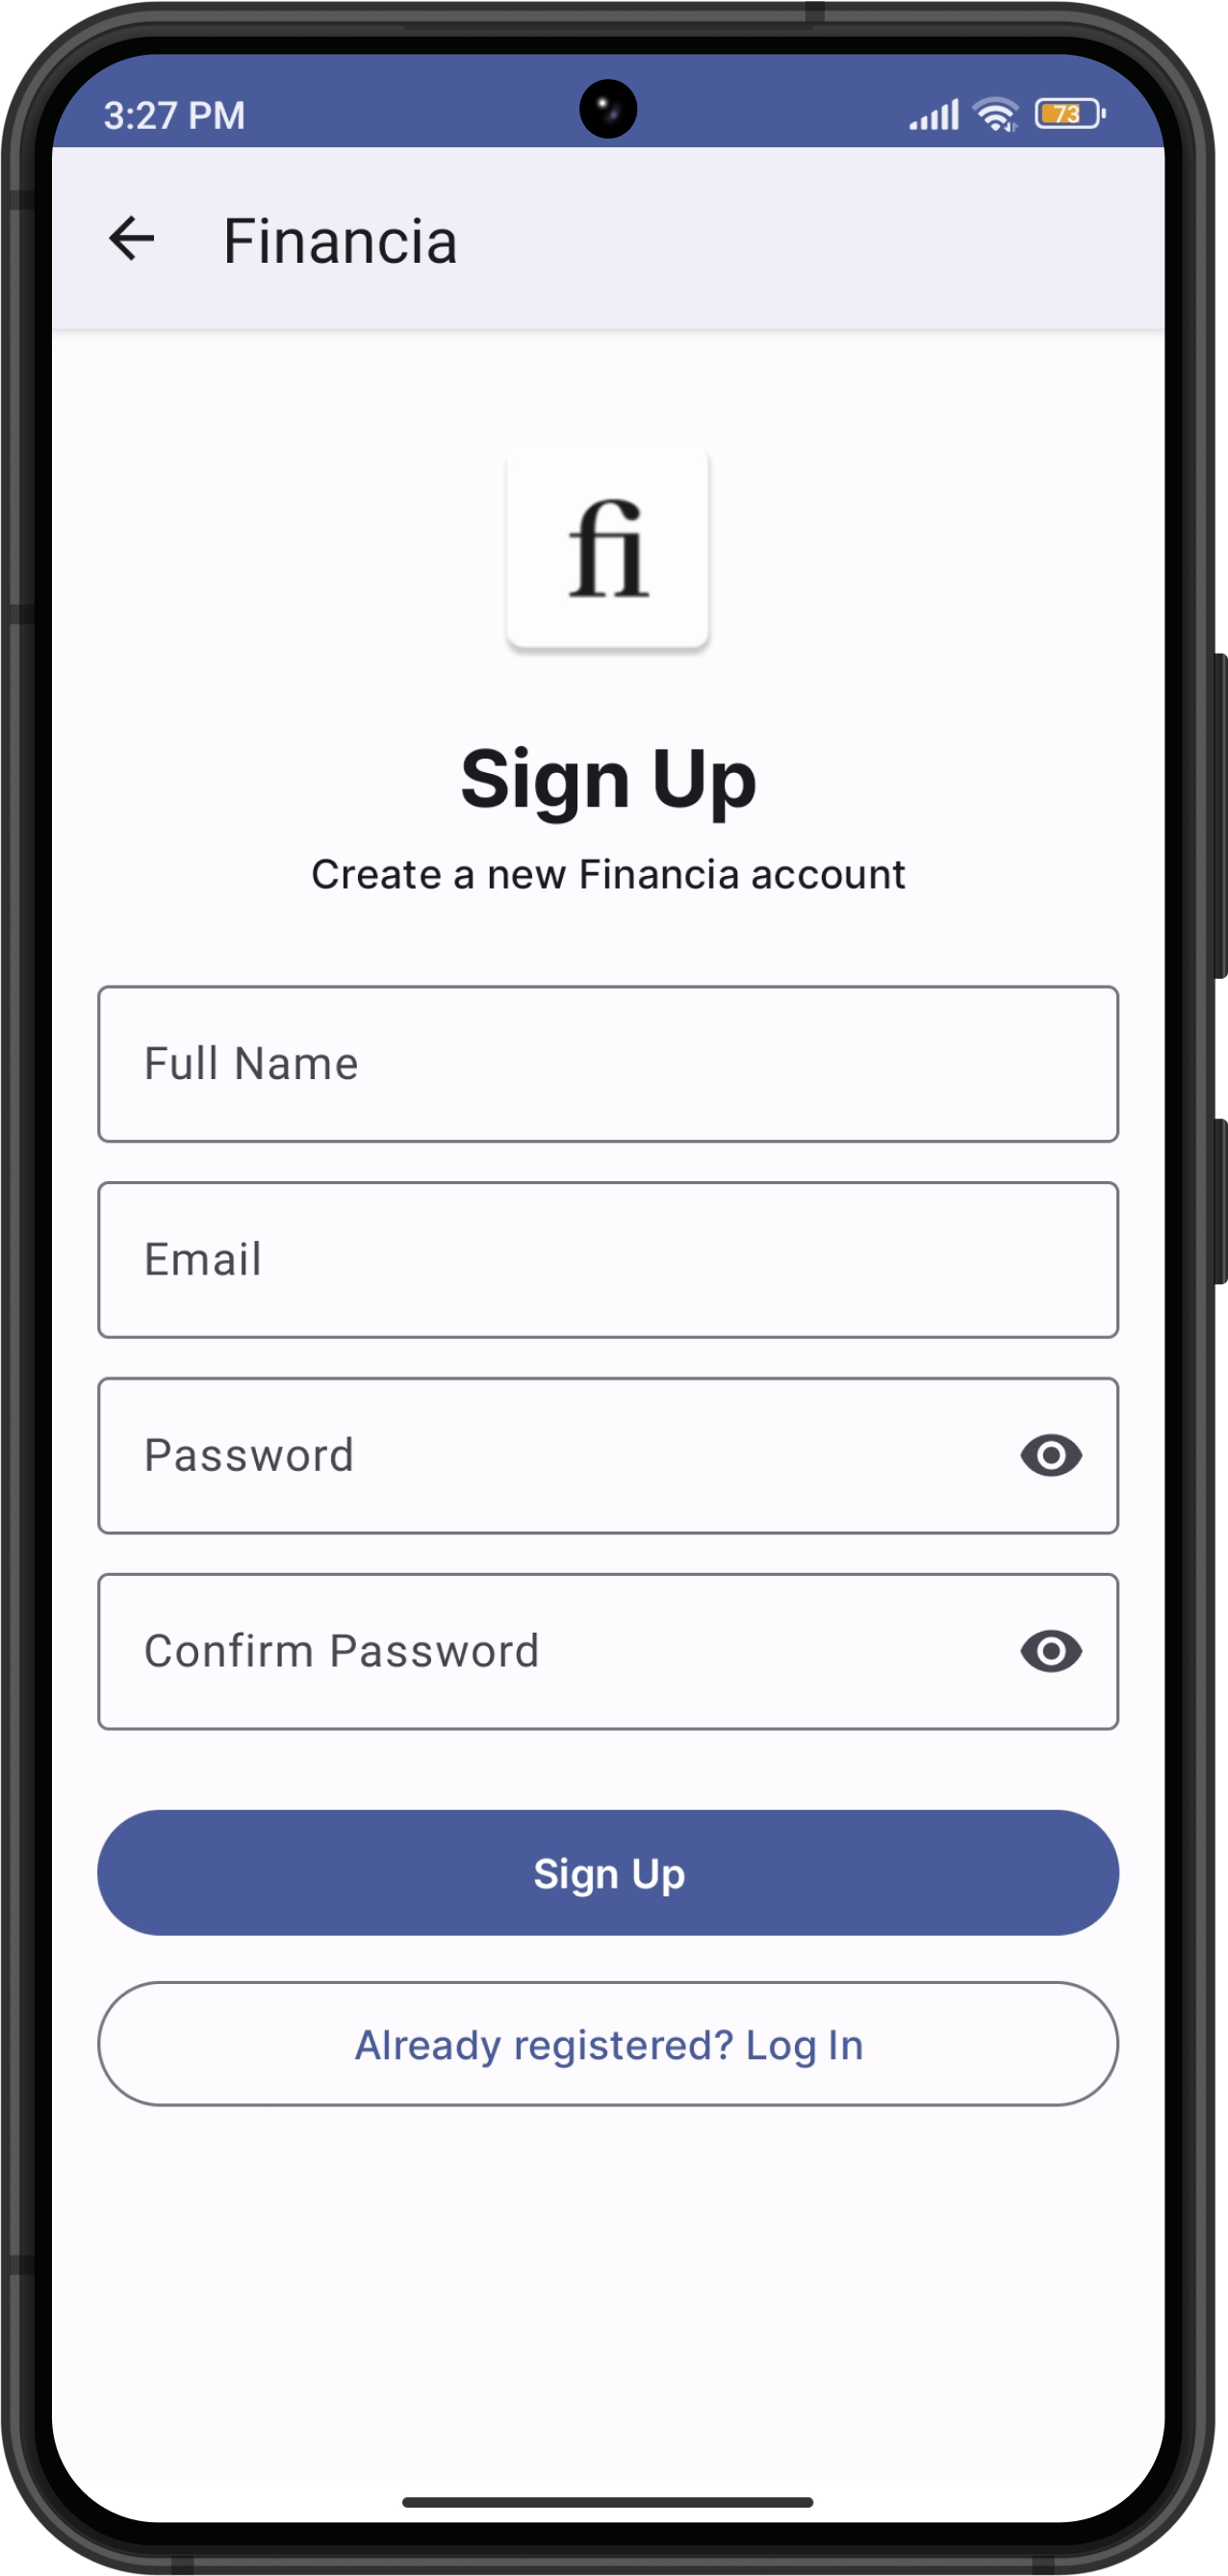 3:27 PM
73
Financia
fi
Sign Up
Create a new Financia account
Full Name
Email
Password
Confirm Password
Sign Up
Already registered? Log In